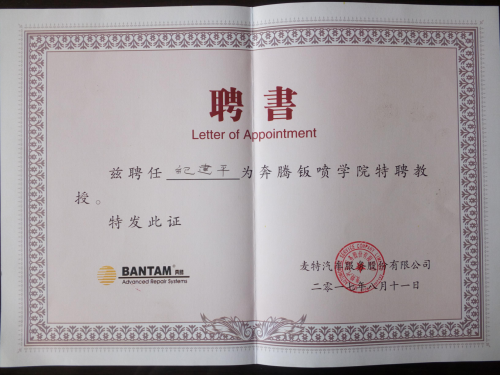 聘書
Letter of Appointment
兹聘任 纪建平 为奔腾钣喷学院特聘教
授。
特发此证
BANTAM 奔腾
Advanced Repair Systems
麦特汽车服务股份有限公司
二零一七年八月十一日